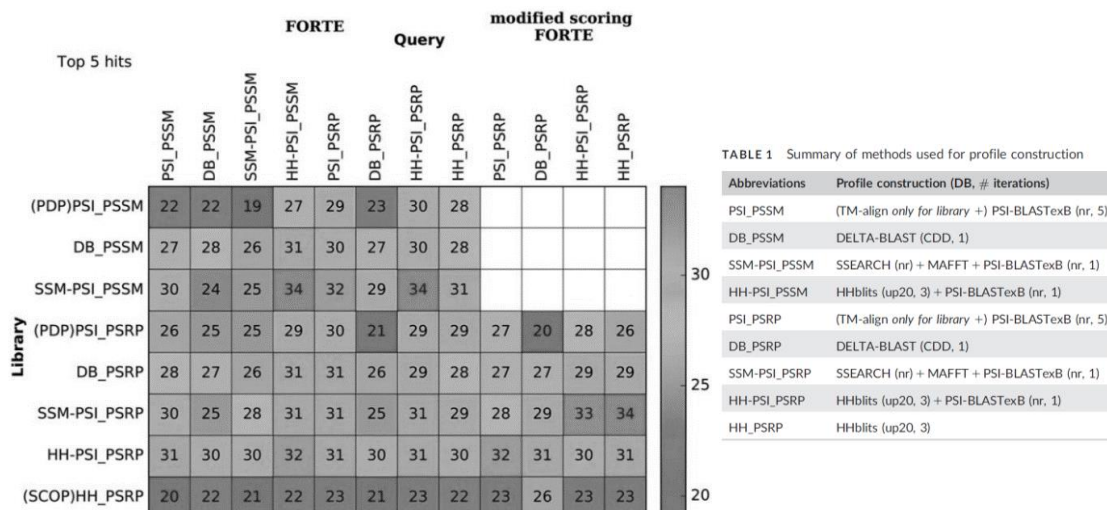 FORTE
Query
modified scoring
FORTE
Top 5 hits
PSI_PSSM
DB_PSSM
SSM-PSI_PSSM
HH-PSI_PSSM
PSI_PSRP
DB_PSRP
HH-PSI_PSRP
HH_PSRP
PSI_PSRP
DB_PSRP
HH-PSI_PSRP
HH_PSRP
Library
(PDP)PSI_PSSM 22 22 19 27 29 23 30 28
DB_PSSM 27 28 26 31 30 27 30 28
SSM-PSI_PSSM 30 24 25 34 32 29 34 31
(PDP)PSI_PSRP 26 25 25 29 30 21 29 29 27 20 28 26
DB_PSRP 28 27 26 31 31 26 29 28 27 27 29 29
SSM-PSI_PSRP 30 25 28 31 31 25 31 29 28 29 33 34
HH-PSI_PSRP 31 30 30 32 31 30 31 30 32 31 30 31
(SCOP)HH_PSRP 20 22 21 22 23 21 23 22 23 26 23 23
30
25
20
TABLE 1 Summary of methods used for profile construction
Abbreviations Profile construction (DB, # iterations)
PSI_PSSM (TM-align only for library +) PSI-BLASTexB (nr, 5)
DB_PSSM DELTA-BLAST (CDD, 1)
SSM-PSI_PSSM SSEARCH (nr) + MAFFT + PSI-BLASTexB (nr, 1)
HH-PSI_PSSM HHblits (up20, 3) + PSI-BLASTexB (nr, 1)
PSI_PSRP (TM-align only for library +) PSI-BLASTexB (nr, 5)
DB_PSRP DELTA-BLAST (CDD, 1)
SSM-PSI_PSRP SSEARCH (nr) + MAFFT + PSI-BLASTexB (nr, 1)
HH-PSI_PSRP HHblits (up20, 3) + PSI-BLASTexB (nr, 1)
HH_PSRP HHblits (up20, 3)